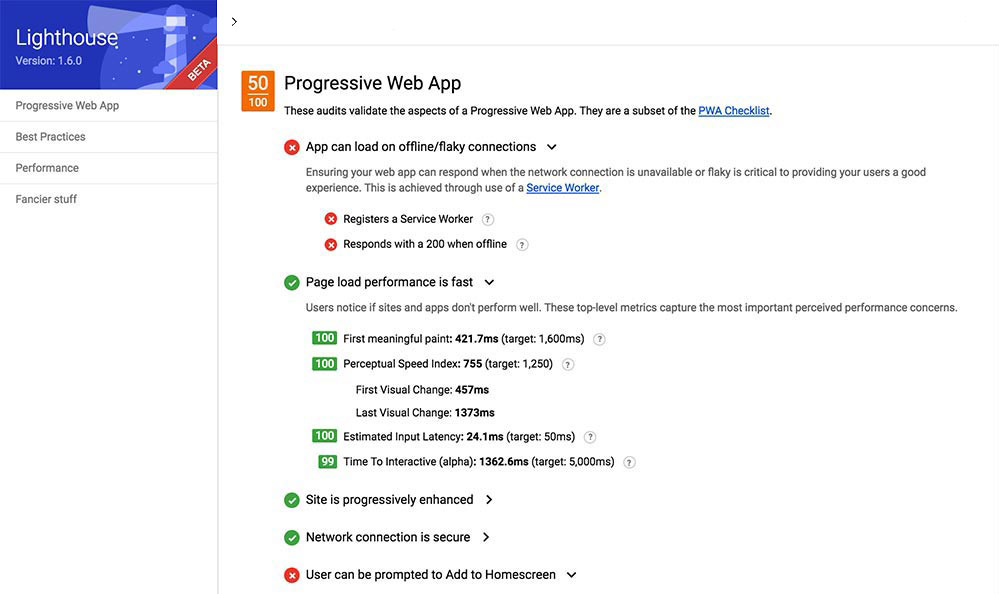 Lighthouse
Version: 1.6.0
BETA
Progressive Web App
Best Practices
Performance
Fancier stuff
50
100
Progressive Web App
These audits validate the aspects of a Progressive Web App. They are a subset of the PWA Checklist.
App can load on offline/flaky connections
Ensuring your web app can respond when the network connection is unavailable or flaky is critical to providing your users a good
experience. This is achieved through use of a Service Worker.
Registers a Service Worker ?
Responds with a 200 when offline ?
Page load performance is fast
Users notice if sites and apps don't perform well. These top-level metrics capture the most important perceived performance concerns.
100 First meaningful paint: 421.7ms (target: 1,600ms) ?
100 Perceptual Speed Index: 755 (target: 1,250) ?
First Visual Change: 457ms
Last Visual Change: 1373ms
100 Estimated Input Latency: 24.1ms (target: 50ms) ?
99 Time To Interactive (alpha): 1362.6ms (target: 5,000ms) ?
Site is progressively enhanced
Network connection is secure
User can be prompted to Add to Homescreen